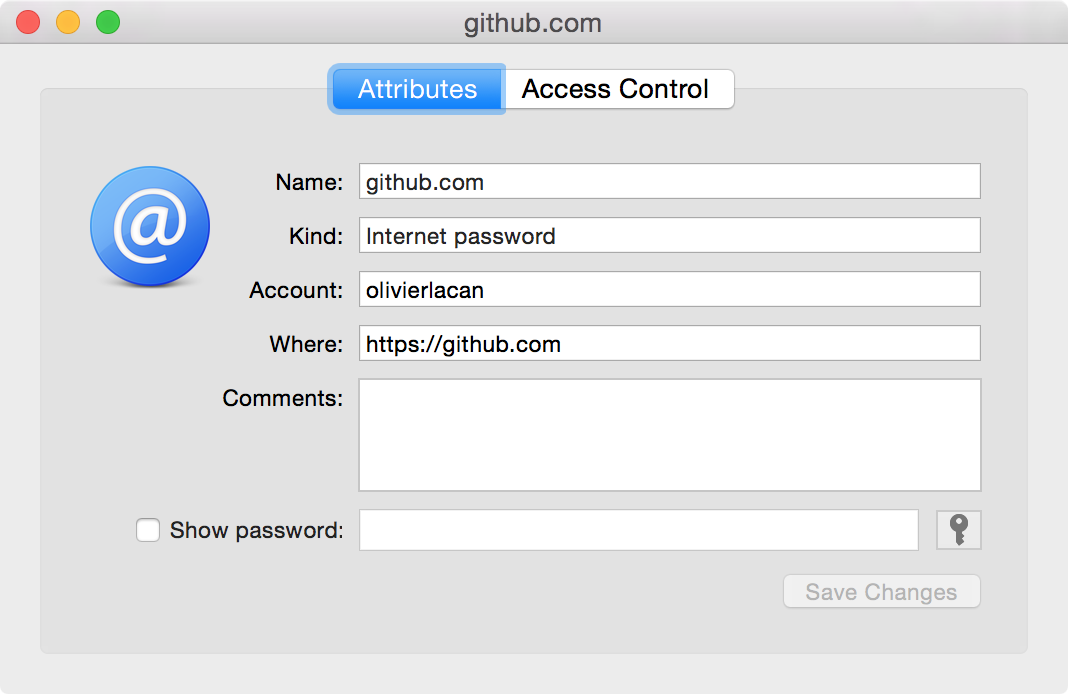 github.com
Attributes Access Control
Name: github.com
Kind: Internet password
Account: olivierlacan
Where: https://github.com
Comments:
Show password:
Save Changes